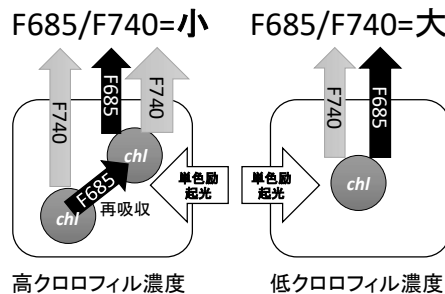 F685/F740=小
F685/F740=大
F740
F685
F740
F740
F685
chl
chl
F685
再吸収
単色励
起光
単色励
起光
chl
高クロロフィル濃度
低クロロフィル濃度